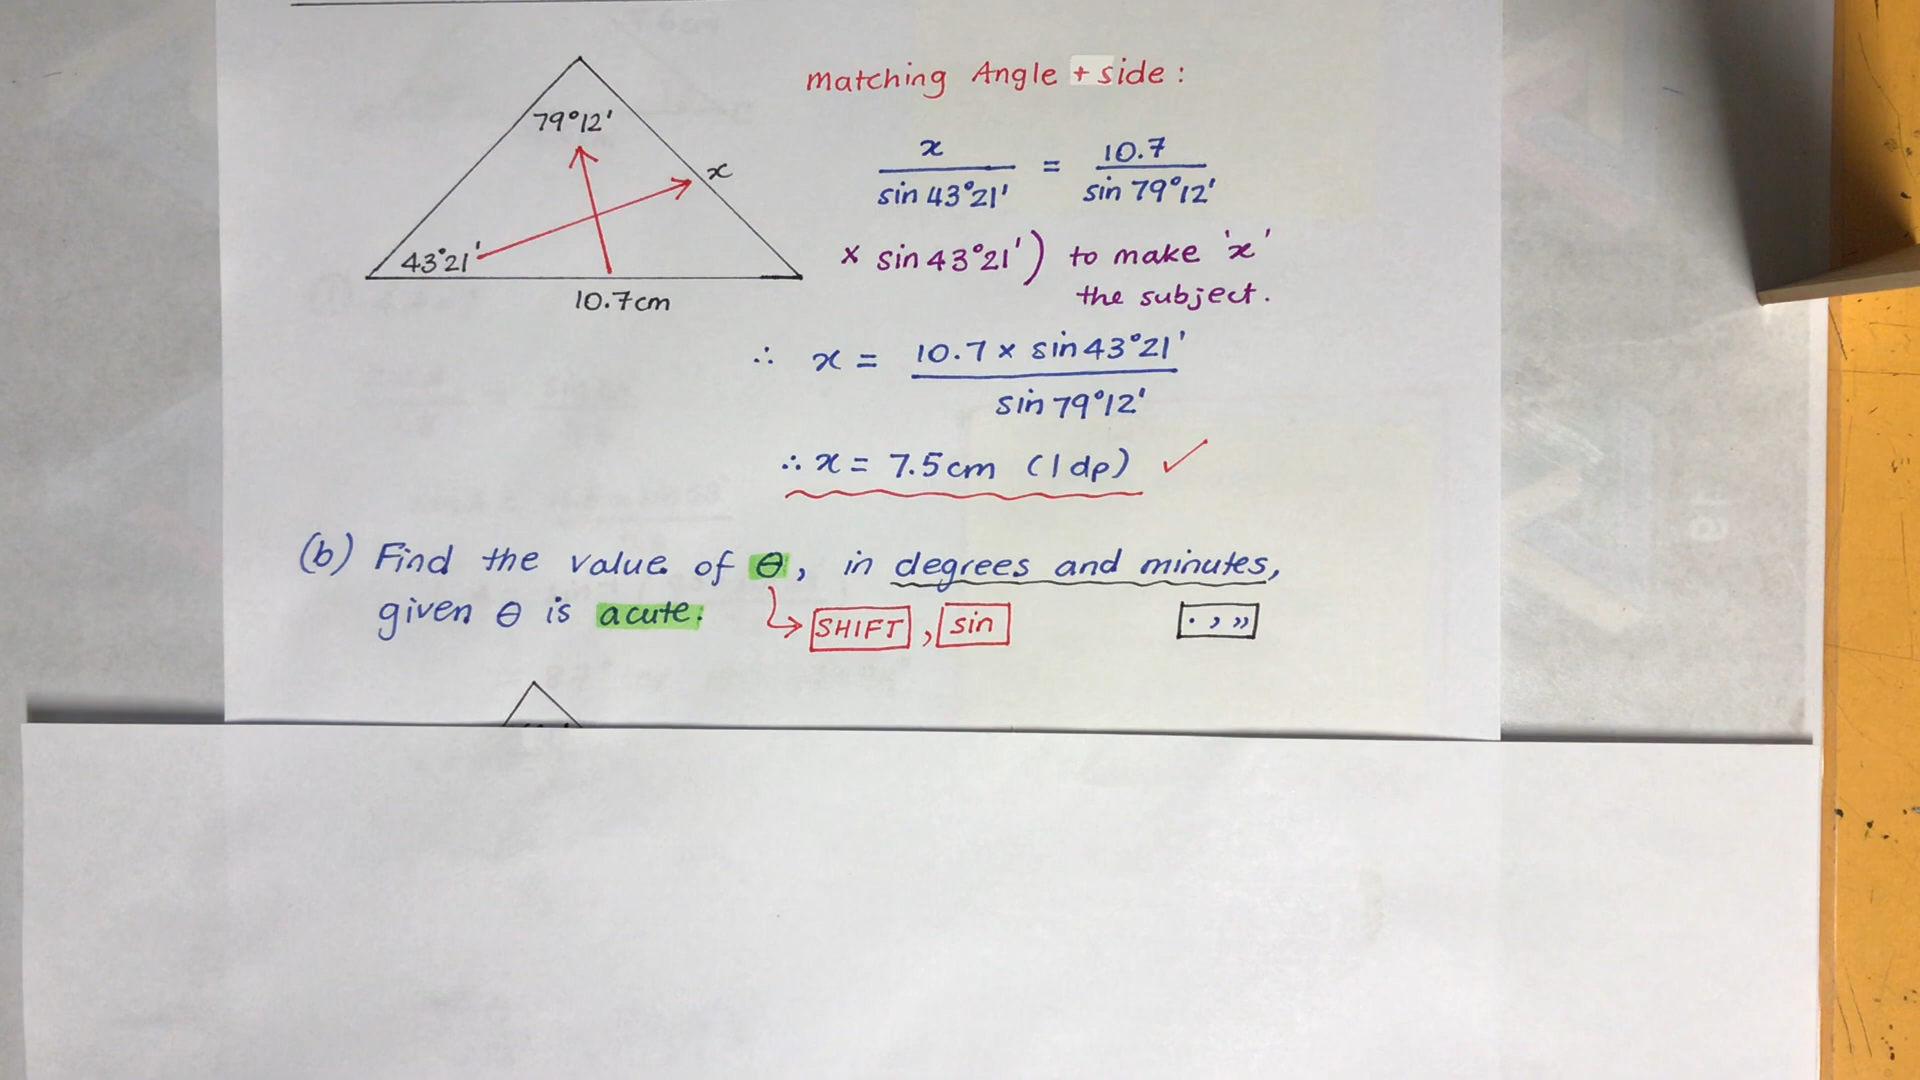 matching Angle + side :
79°12'
x
43°21'
10.7cm
x / sin 43°21' = 10.7 / sin 79°12'
× sin 43°21' ) to make 'x'
the subject.
∴ x = 10.7 × sin 43°21' / sin 79°12'
∴ x = 7.5cm (1 dp) ✓
(b) Find the value of θ, in degrees and minutes,
given θ is acute.
SHIFT , sin
° , ,,